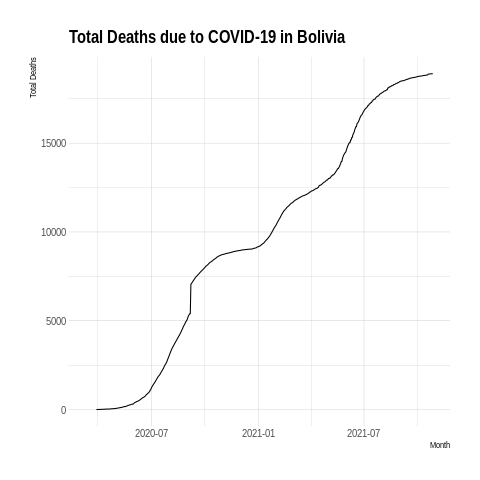 Total Deaths due to COVID-19 in Bolivia
Total Deaths
15000
10000
5000
0
2020-07 2021-01 2021-07
Month